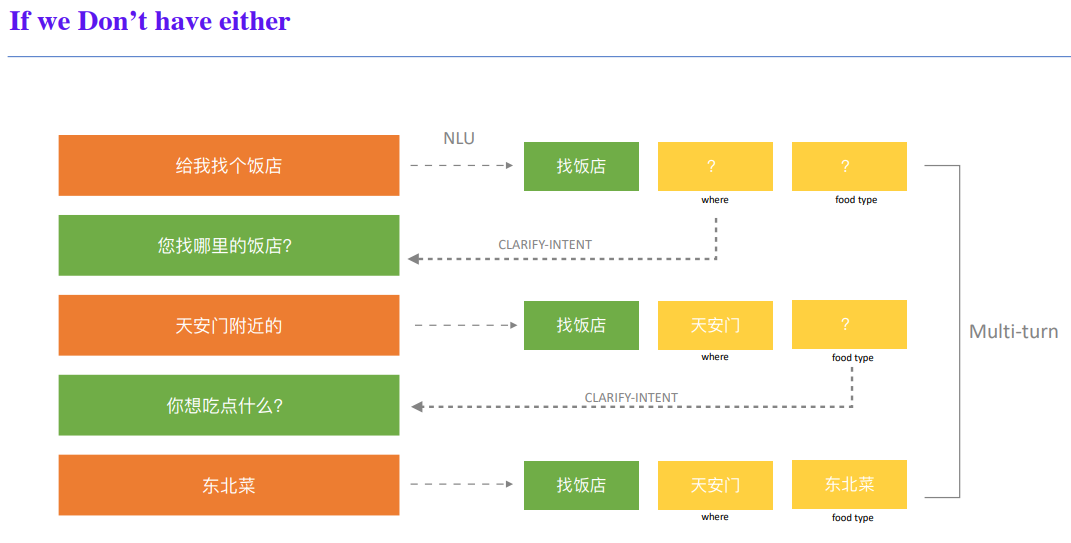 If we Don't have either
NLU
给我找个饭店
找饭店
?
?
where
food type
您找哪里的饭店?
CLARIFY-INTENT
天安门附近的
找饭店
天安门
?
where
food type
Multi-turn
你想吃点什么?
CLARIFY-INTENT
东北菜
找饭店
天安门
东北菜
where
food type